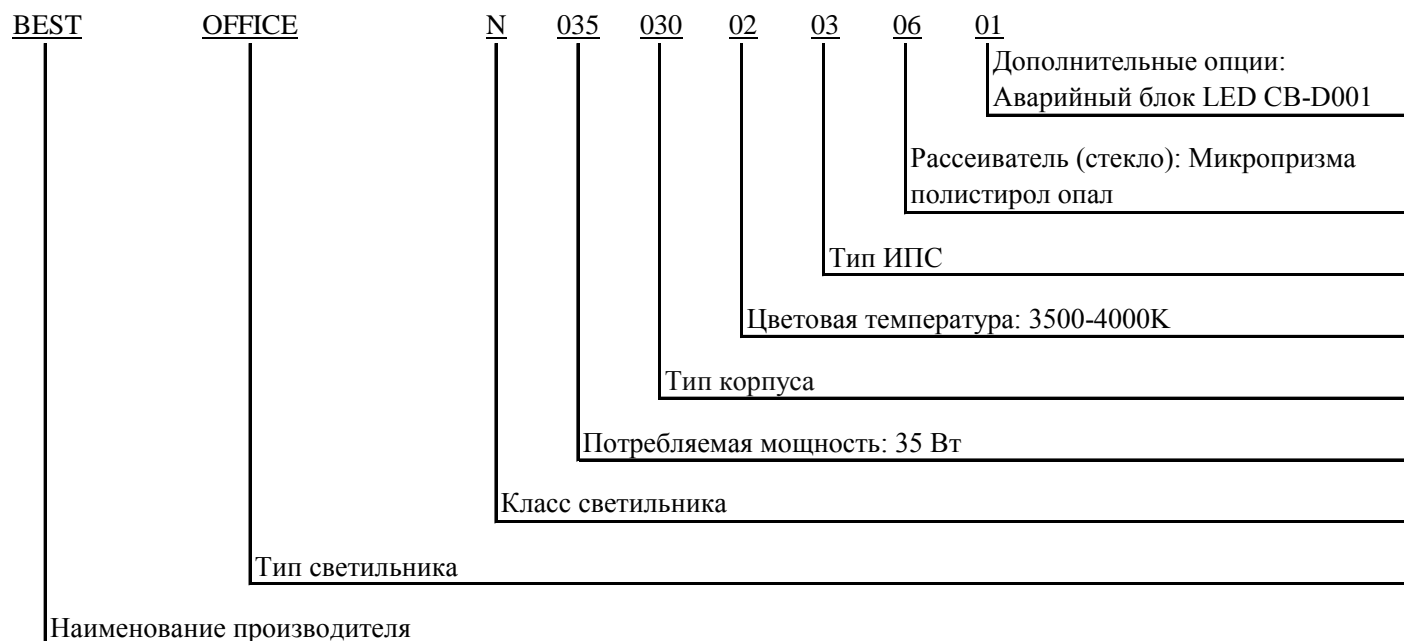 BEST OFFICE N 035 030 02 03 06 01
Дополнительные опции:
Аварийный блок LED CB-D001
Рассеиватель (стекло): Микропризма
полистирол опал
Тип ИПС
Цветовая температура: 3500-4000K
Тип корпуса
Потребляемая мощность: 35 Вт
Класс светильника
Тип светильника
Наименование производителя